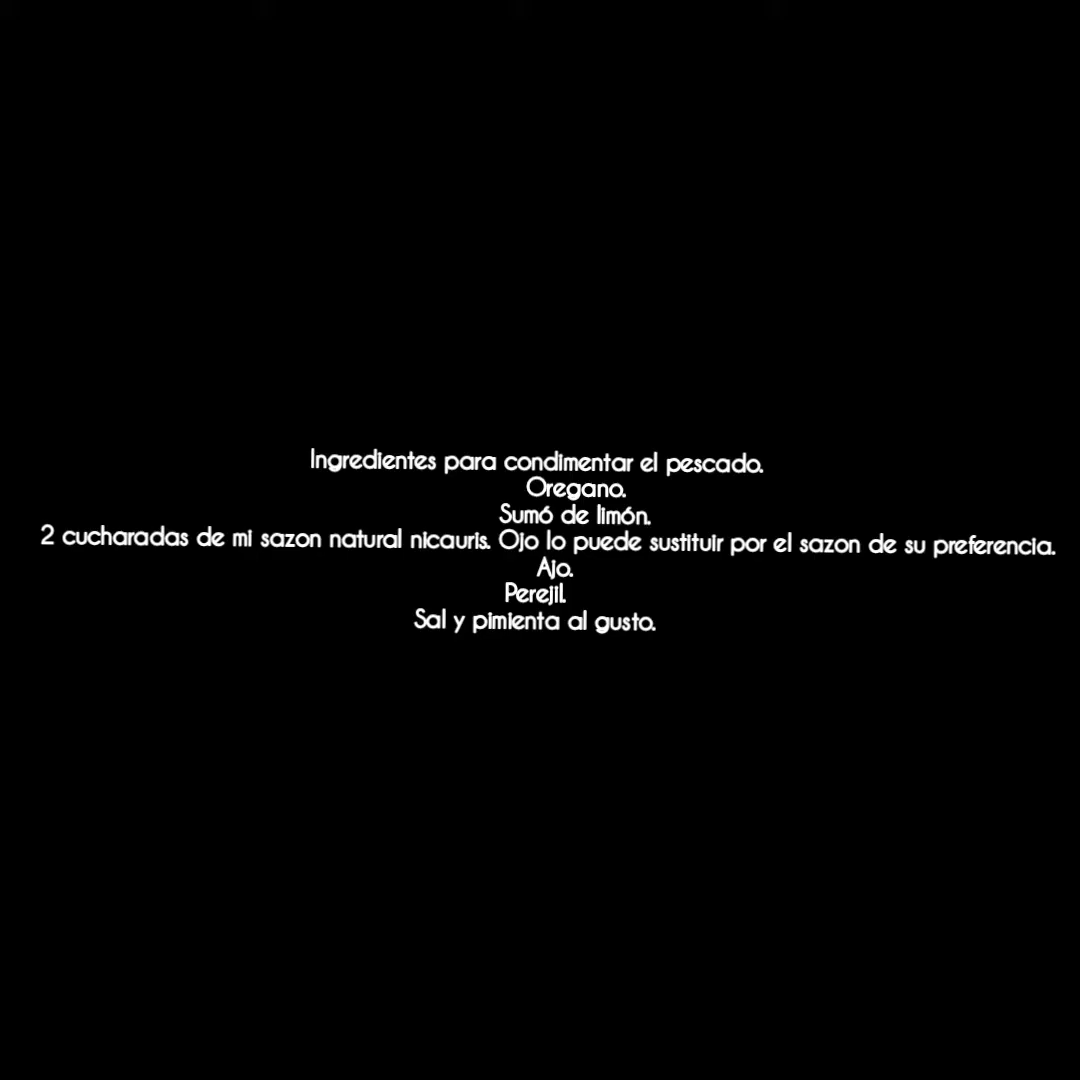 Ingredientes para condimentar el pescado.
Oregano.
Sumó de limón.
2 cucharadas de mi sazon natural nicauris. Ojo lo puede sustituir por el sazon de su preferencia.
Ajo.
Perejil.
Sal y pimienta al gusto.